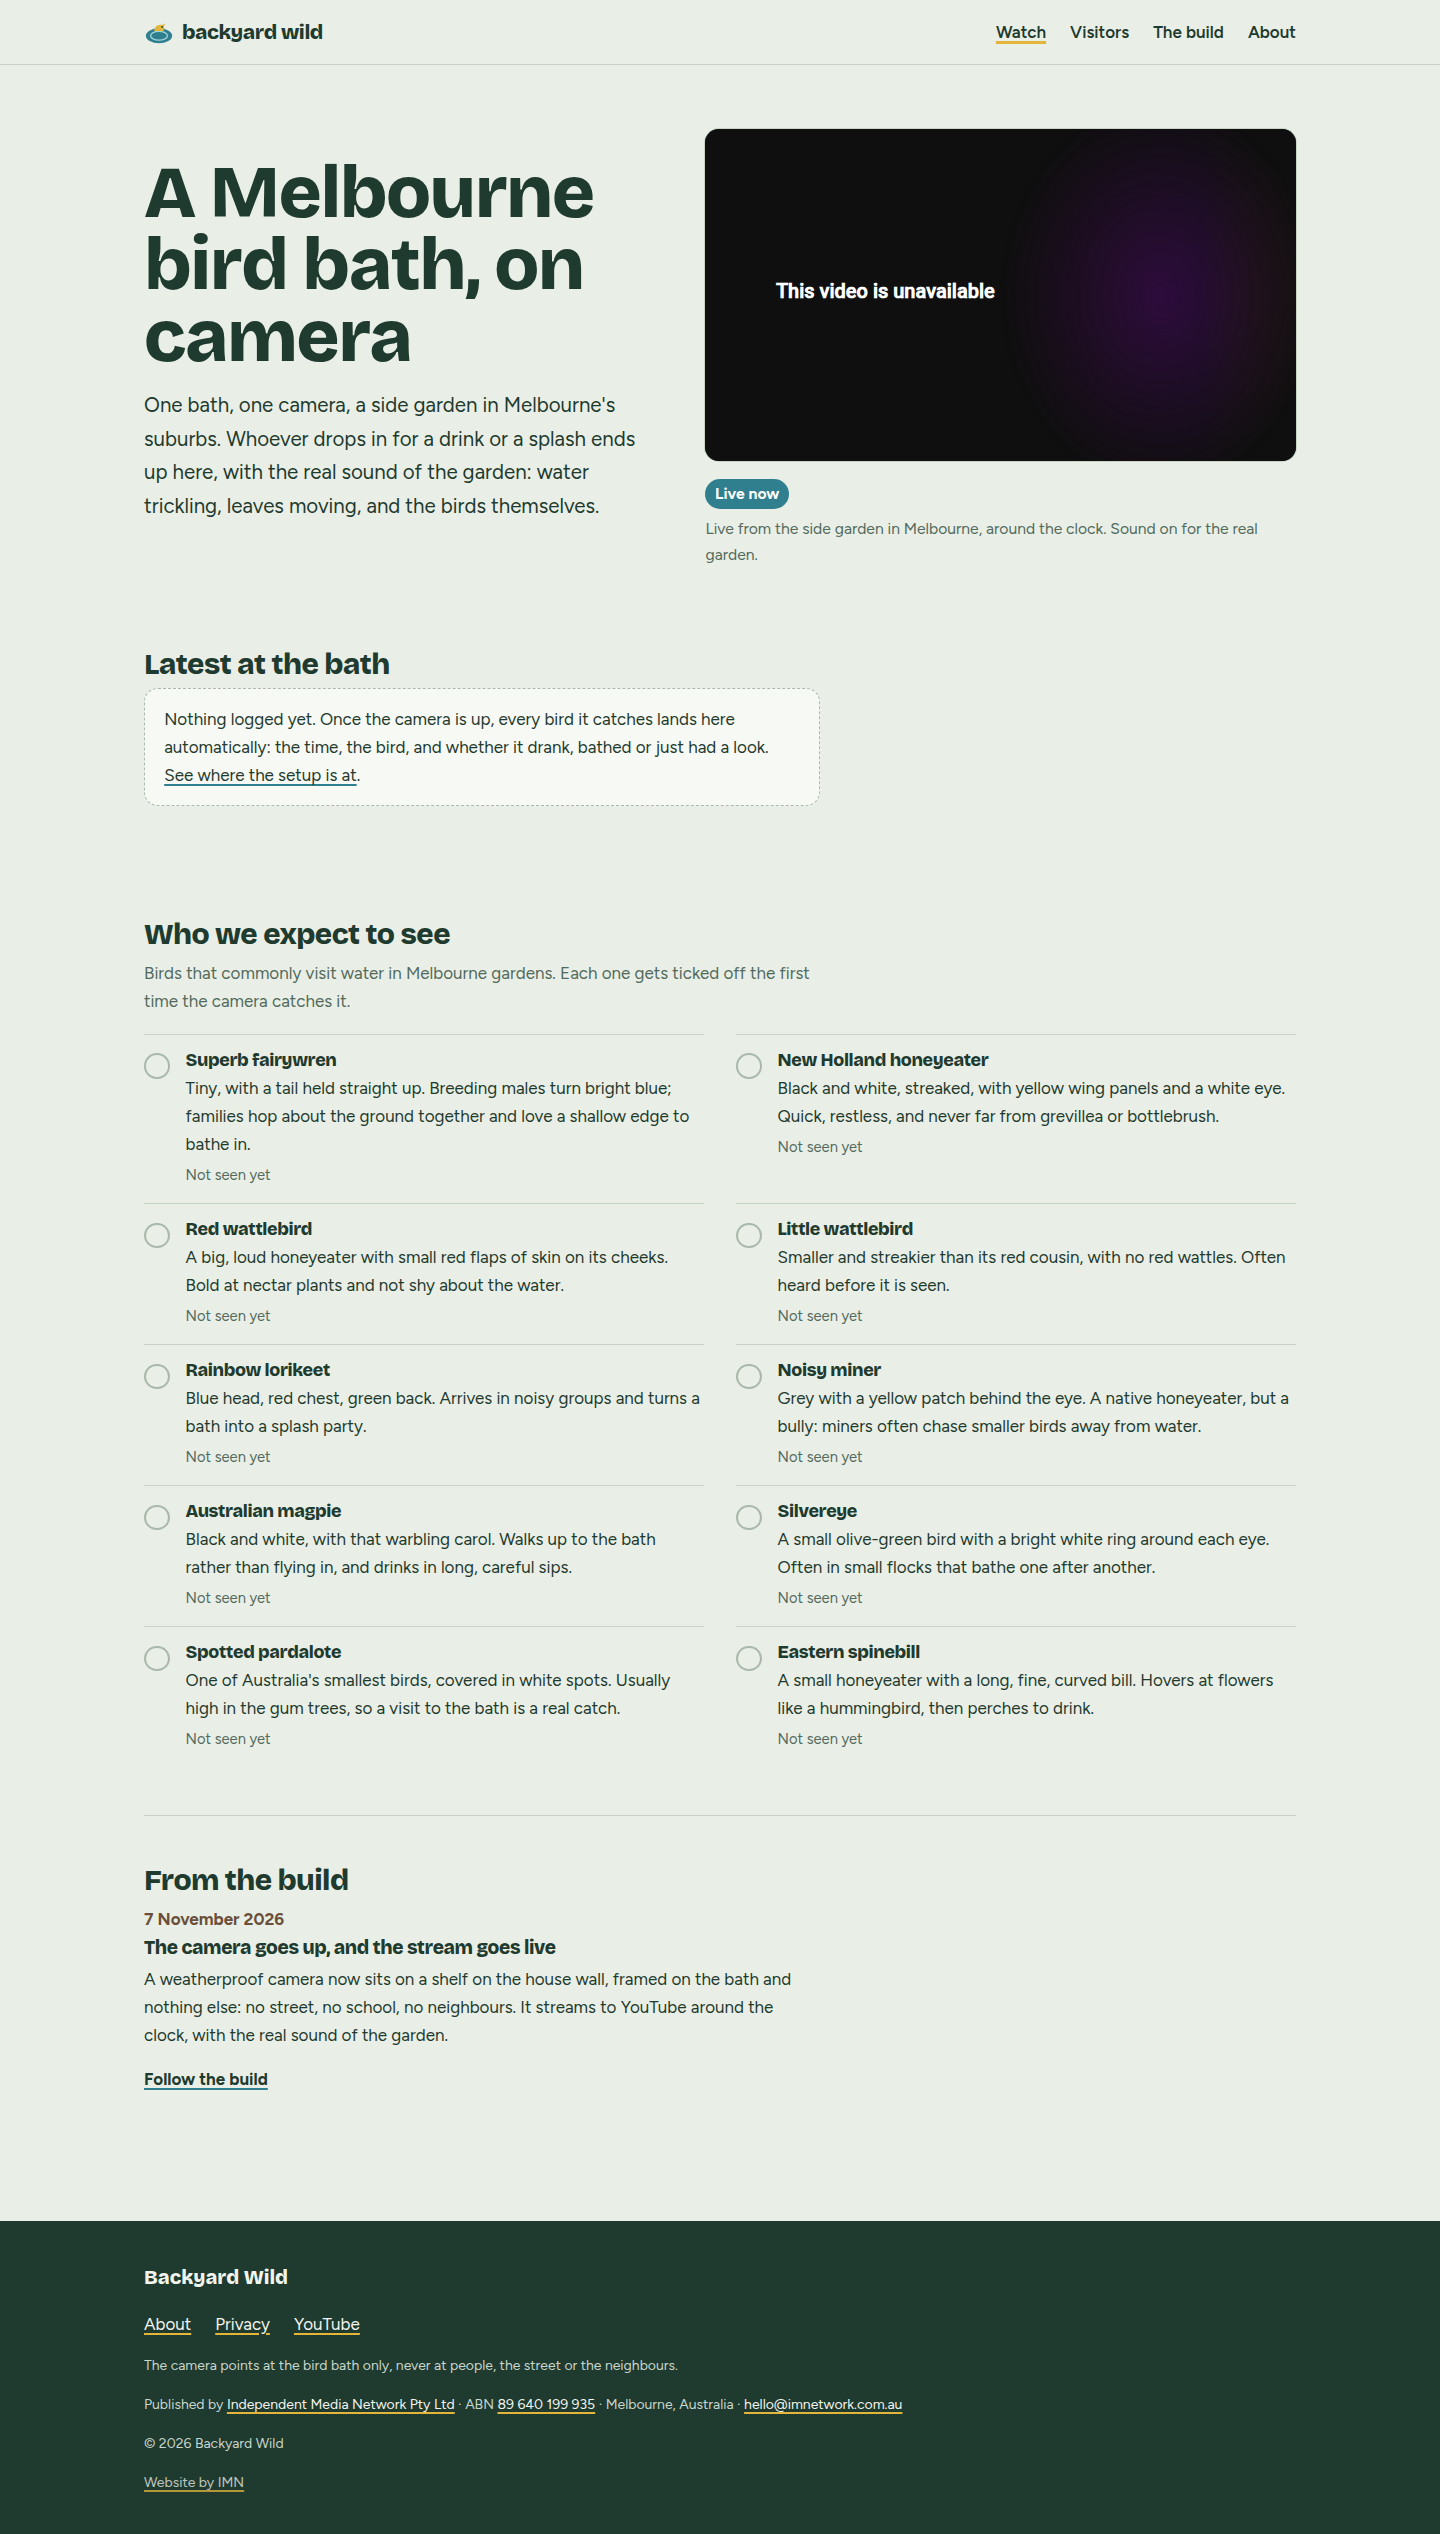 backyard wild
Watch Visitors The build About
A Melbourne
bird bath, on
camera
One bath, one camera, a side garden in Melbourne's
suburbs. Whoever drops in for a drink or a splash ends
up here, with the real sound of the garden: water
trickling, leaves moving, and the birds themselves.
This video is unavailable
Live now
Live from the side garden in Melbourne, around the clock. Sound on for the real
garden.
Latest at the bath
Nothing logged yet. Once the camera is up, every bird it catches lands here
automatically: the time, the bird, and whether it drank, bathed or just had a look.
See where the setup is at.
Who we expect to see
Birds that commonly visit water in Melbourne gardens. Each one gets ticked off the first
time the camera catches it.
Superb fairywren
Tiny, with a tail held straight up. Breeding males turn bright blue;
families hop about the ground together and love a shallow edge to
bathe in.
Not seen yet
New Holland honeyeater
Black and white, streaked, with yellow wing panels and a white eye.
Quick, restless, and never far from grevillea or bottlebrush.
Not seen yet
Red wattlebird
A big, loud honeyeater with small red flaps of skin on its cheeks.
Bold at nectar plants and not shy about the water.
Not seen yet
Little wattlebird
Smaller and streakier than its red cousin, with no red wattles. Often
heard before it is seen.
Not seen yet
Rainbow lorikeet
Blue head, red chest, green back. Arrives in noisy groups and turns a
bath into a splash party.
Not seen yet
Noisy miner
Grey with a yellow patch behind the eye. A native honeyeater, but a
bully: miners often chase smaller birds away from water.
Not seen yet
Australian magpie
Black and white, with that warbling carol. Walks up to the bath
rather than flying in, and drinks in long, careful sips.
Not seen yet
Silvereye
A small olive-green bird with a bright white ring around each eye.
Often in small flocks that bathe one after another.
Not seen yet
Spotted pardalote
One of Australia's smallest birds, covered in white spots. Usually
high in the gum trees, so a visit to the bath is a real catch.
Not seen yet
Eastern spinebill
A small honeyeater with a long, fine, curved bill. Hovers at flowers
like a hummingbird, then perches to drink.
Not seen yet
From the build
7 November 2026
The camera goes up, and the stream goes live
A weatherproof camera now sits on a shelf on the house wall, framed on the bath and
nothing else: no street, no school, no neighbours. It streams to YouTube around the
clock, with the real sound of the garden.
Follow the build
Backyard Wild
About Privacy YouTube
The camera points at the bird bath only, never at people, the street or the neighbours.
Published by Independent Media Network Pty Ltd · ABN 89 640 199 935 · Melbourne, Australia · hello@imnetwork.com.au
© 2026 Backyard Wild
Website by IMN